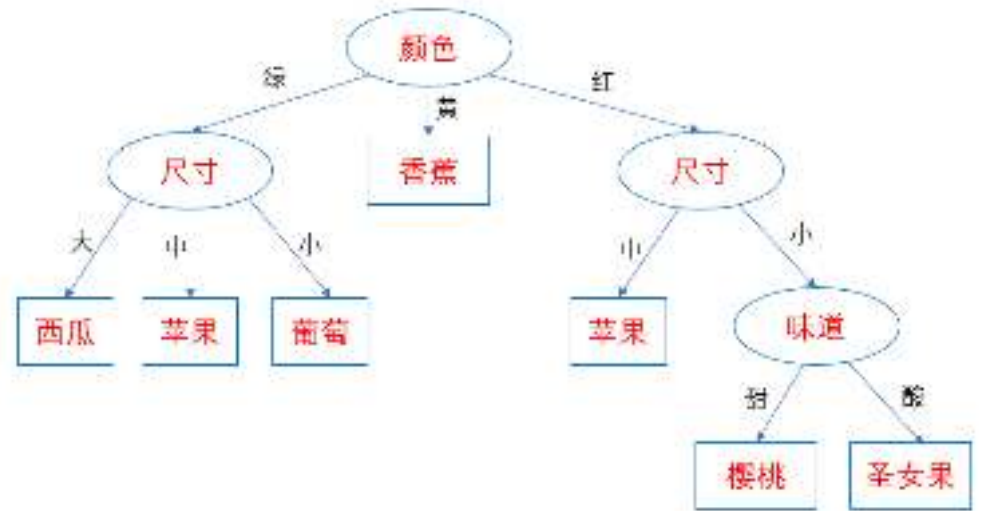 颜色
绿
黄
红
尺寸
香蕉
尺寸
大
中
小
中
小
西瓜
苹果
葡萄
苹果
味道
甜
酸
樱桃
圣女果